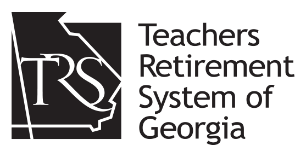 TRS
Teachers
Retirement
System of
Georgia